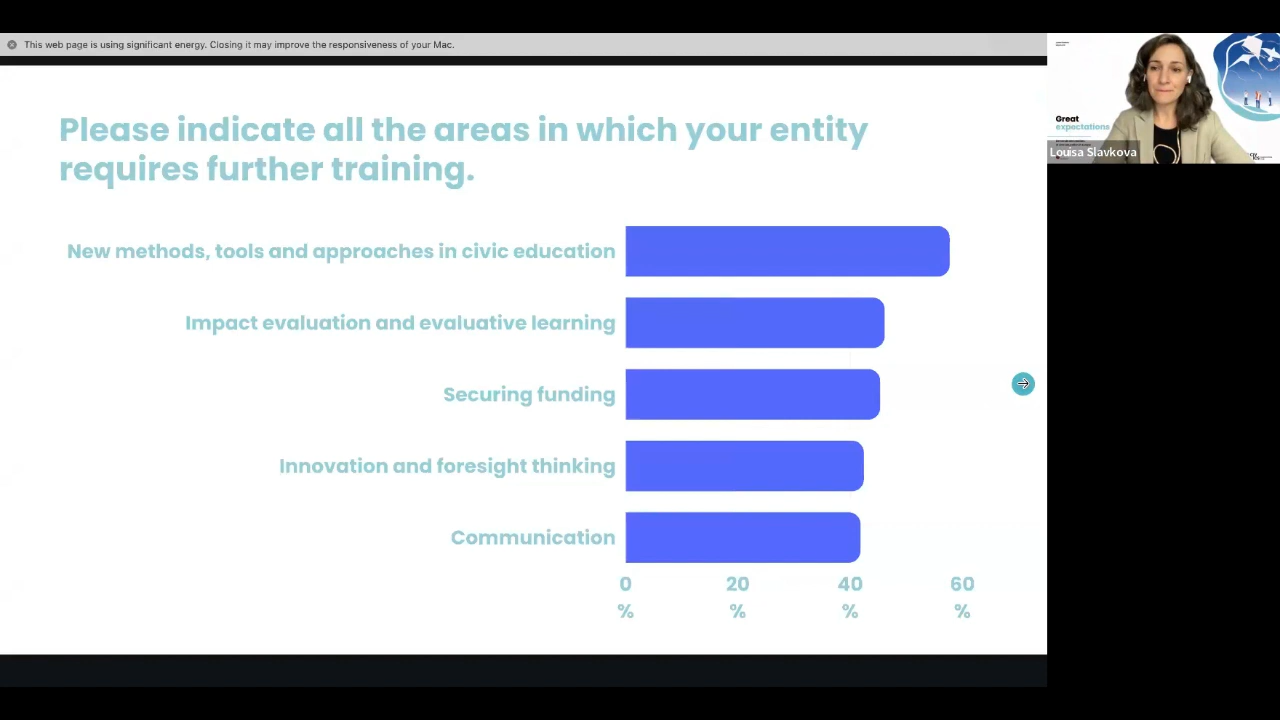 This web page is using significant energy. Closing it may improve the responsiveness of your Mac.
Please indicate all the areas in which your entity
requires further training.
New methods, tools and approaches in civic education
Impact evaluation and evaluative learning
Securing funding
Innovation and foresight thinking
Communication
0 20 40 60
% % % %
Great
expectations
Louisa Slavkova